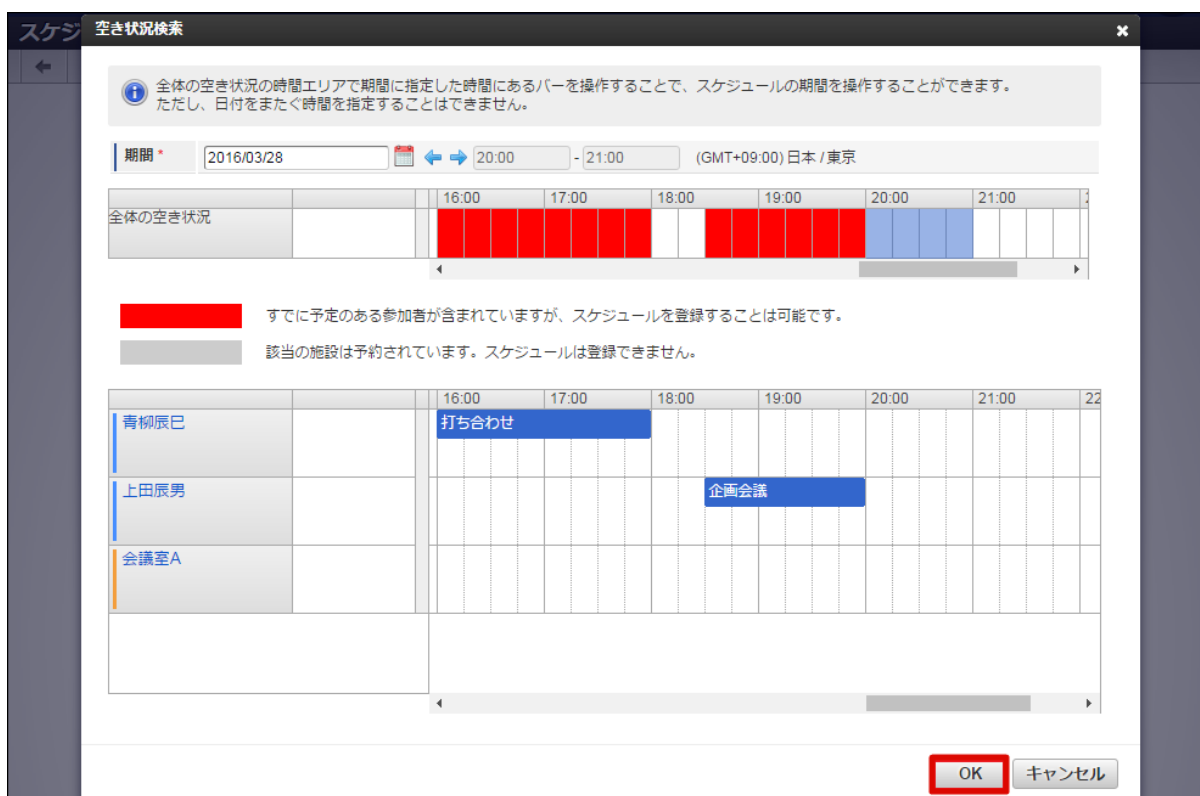 スケジ
空き状況検索
全体の空き状況の時間エリアで期間に指定した時間にあるバーを操作することで、スケジュールの期間を操作することができます。
ただし、日付をまたぐ時間を指定することはできません。
期間 * 2016/03/28 20:00 - 21:00 (GMT+09:00) 日本 / 東京
16:00 17:00 18:00 19:00 20:00 21:00
全体の空き状況
すでに予定のある参加者が含まれていますが、スケジュールを登録することは可能です。
該当の施設は予約されています。スケジュールは登録できません。
16:00 17:00 18:00 19:00 20:00 21:00 22
青柳辰巳 打ち合わせ
上田辰男 企画会議
会議室A
OK キャンセル